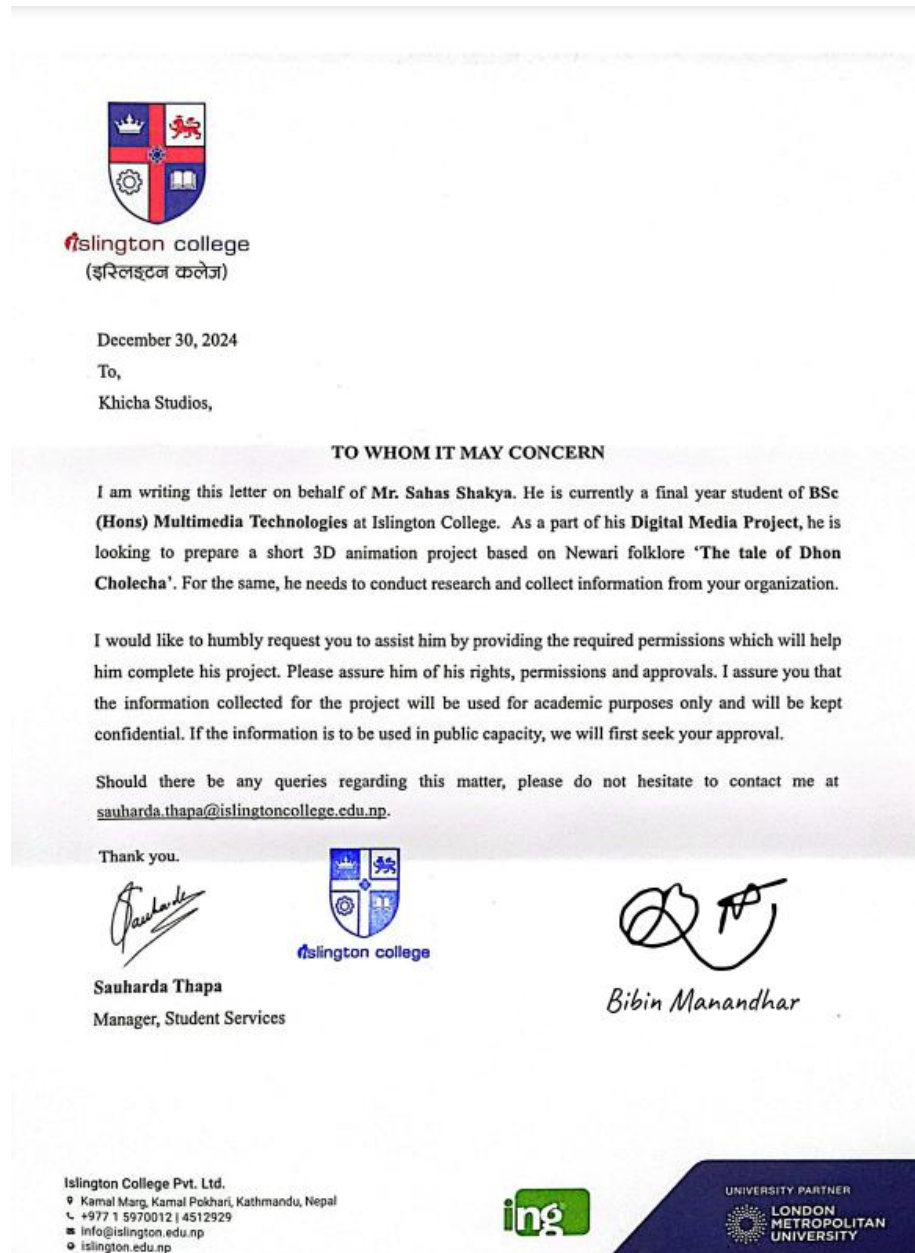 islington college
(इस्लिङ्टन कलेज)
December 30, 2024
To,
Khicha Studios,
TO WHOM IT MAY CONCERN
I am writing this letter on behalf of Mr. Sahas Shakya. He is currently a final year student of BSc
(Hons) Multimedia Technologies at Islington College. As a part of his Digital Media Project, he is
looking to prepare a short 3D animation project based on Newari folklore ‘The tale of Dhon
Cholecha’. For the same, he needs to conduct research and collect information from your organization.
I would like to humbly request you to assist him by providing the required permissions which will help
him complete his project. Please assure him of his rights, permissions and approvals. I assure you that
the information collected for the project will be used for academic purposes only and will be kept
confidential. If the information is to be used in public capacity, we will first seek your approval.
Should there be any queries regarding this matter, please do not hesitate to contact me at
sauharda.thapa@islingtoncollege.edu.np.
Thank you.
Sauharda
islington college
Sauharda Thapa
Manager, Student Services
Bibin Manandhar
Islington College Pvt. Ltd.
Kamal Marg, Kamal Pokhari, Kathmandu, Nepal
+977 1 5970012 | 4512929
info@islington.edu.np
islington.edu.np
ing
UNIVERSITY PARTNER
LONDON
METROPOLITAN
UNIVERSITY